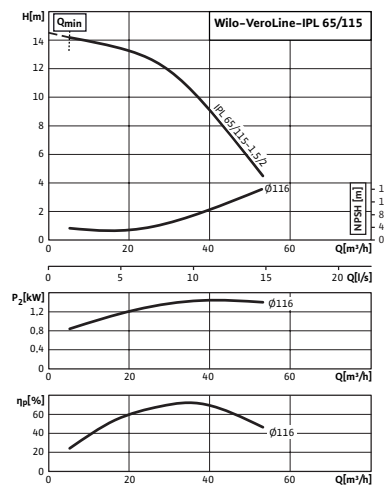 H[m]
Qmin
Wilo-VeroLine-IPL 65/115
14
12
10
8
6
4
2
0
IPL 65/115-1,5/2
Ø116
NPSH [m]
8
4
0
0 20 40 60 Q[m³/h]
0 5 10 15 20 Q[l/s]
P2[kW]
1,2
0,8
0,4
0
Ø116
0 20 40 60 Q[m³/h]
ηp[%]
60
40
20
0
Ø116
0 20 40 60 Q[m³/h]